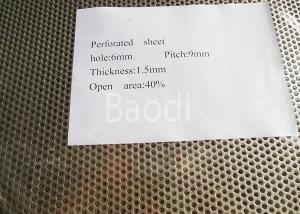 Perforated sheet
hole:6mm Pitch:9mm
Thickness:1.5mm
Open area:40%
Baodi